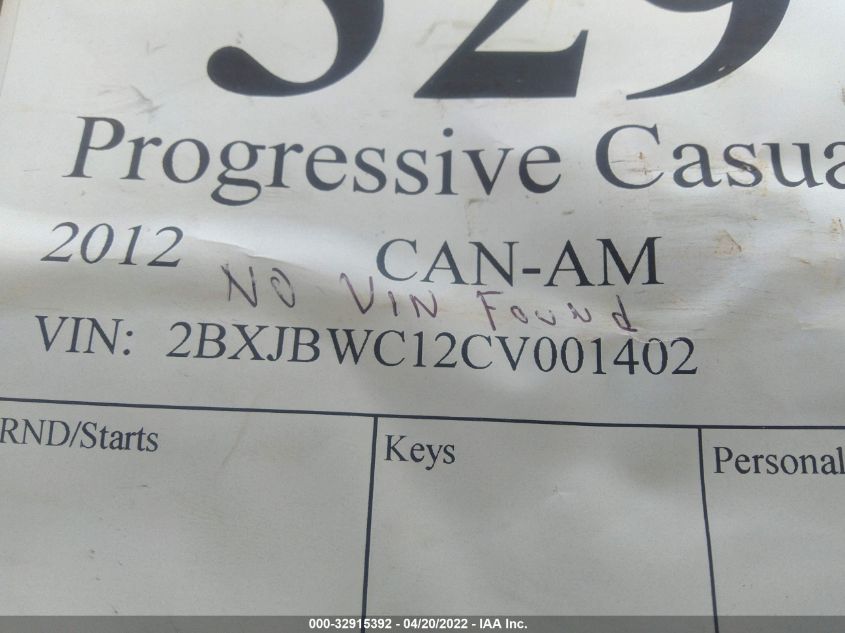 329
Progressive Casua
2012 CAN-AM
NO VIN Found
VIN: 2BXJBWC12CV001402
RND/Starts Keys Personal
000-32915392 - 04/20/2022 - IAA Inc.